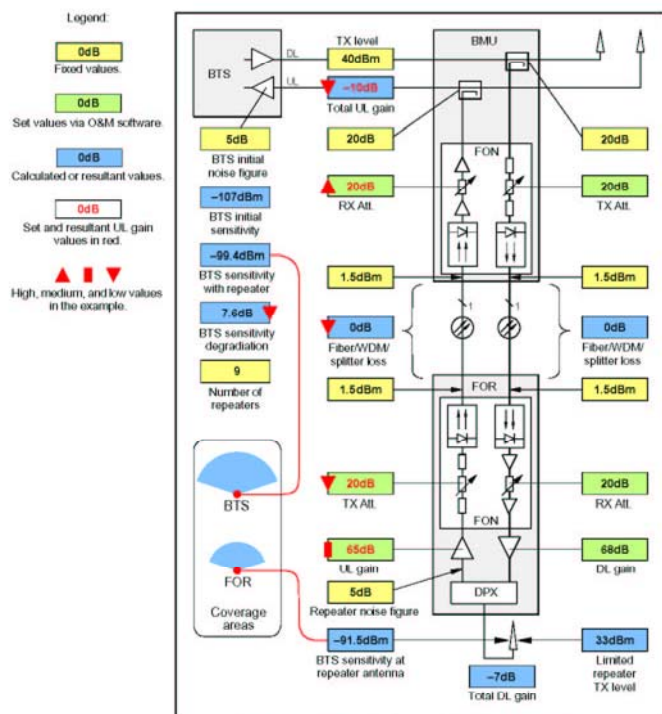 Legend:
0dB
Fixed values.
0dB
Set values via O&M software.
0dB
Calculated or resultant values.
0dB
Set and resultant UL gain
values in red.
High, medium, and low values
in the example.
BTS
DL
UL
TX level
40dBm
–10dB
Total UL gain
BMU
5dB
BTS initial
noise figure
–107dBm
BTS initial
sensitivity
–99.4dBm
BTS sensitivity
with repeater
7.6dB
BTS sensitivity
degradation
9
Number of
repeaters
20dB
20dB
FON
20dB
RX Att.
20dB
TX Att.
1.5dBm
1.5dBm
1
1
0dB
Fiber/WDM/
splitter loss
0dB
Fiber/WDM/
splitter loss
1.5dBm
FOR
1.5dBm
20dB
TX Att.
20dB
RX Att.
FON
65dB
UL gain
68dB
DL gain
5dB
Repeater noise figure
DPX
BTS
FOR
Coverage
areas
–91.5dBm
BTS sensitivity at
repeater antenna
–7dB
Total DL gain
33dBm
Limited
repeater
TX level